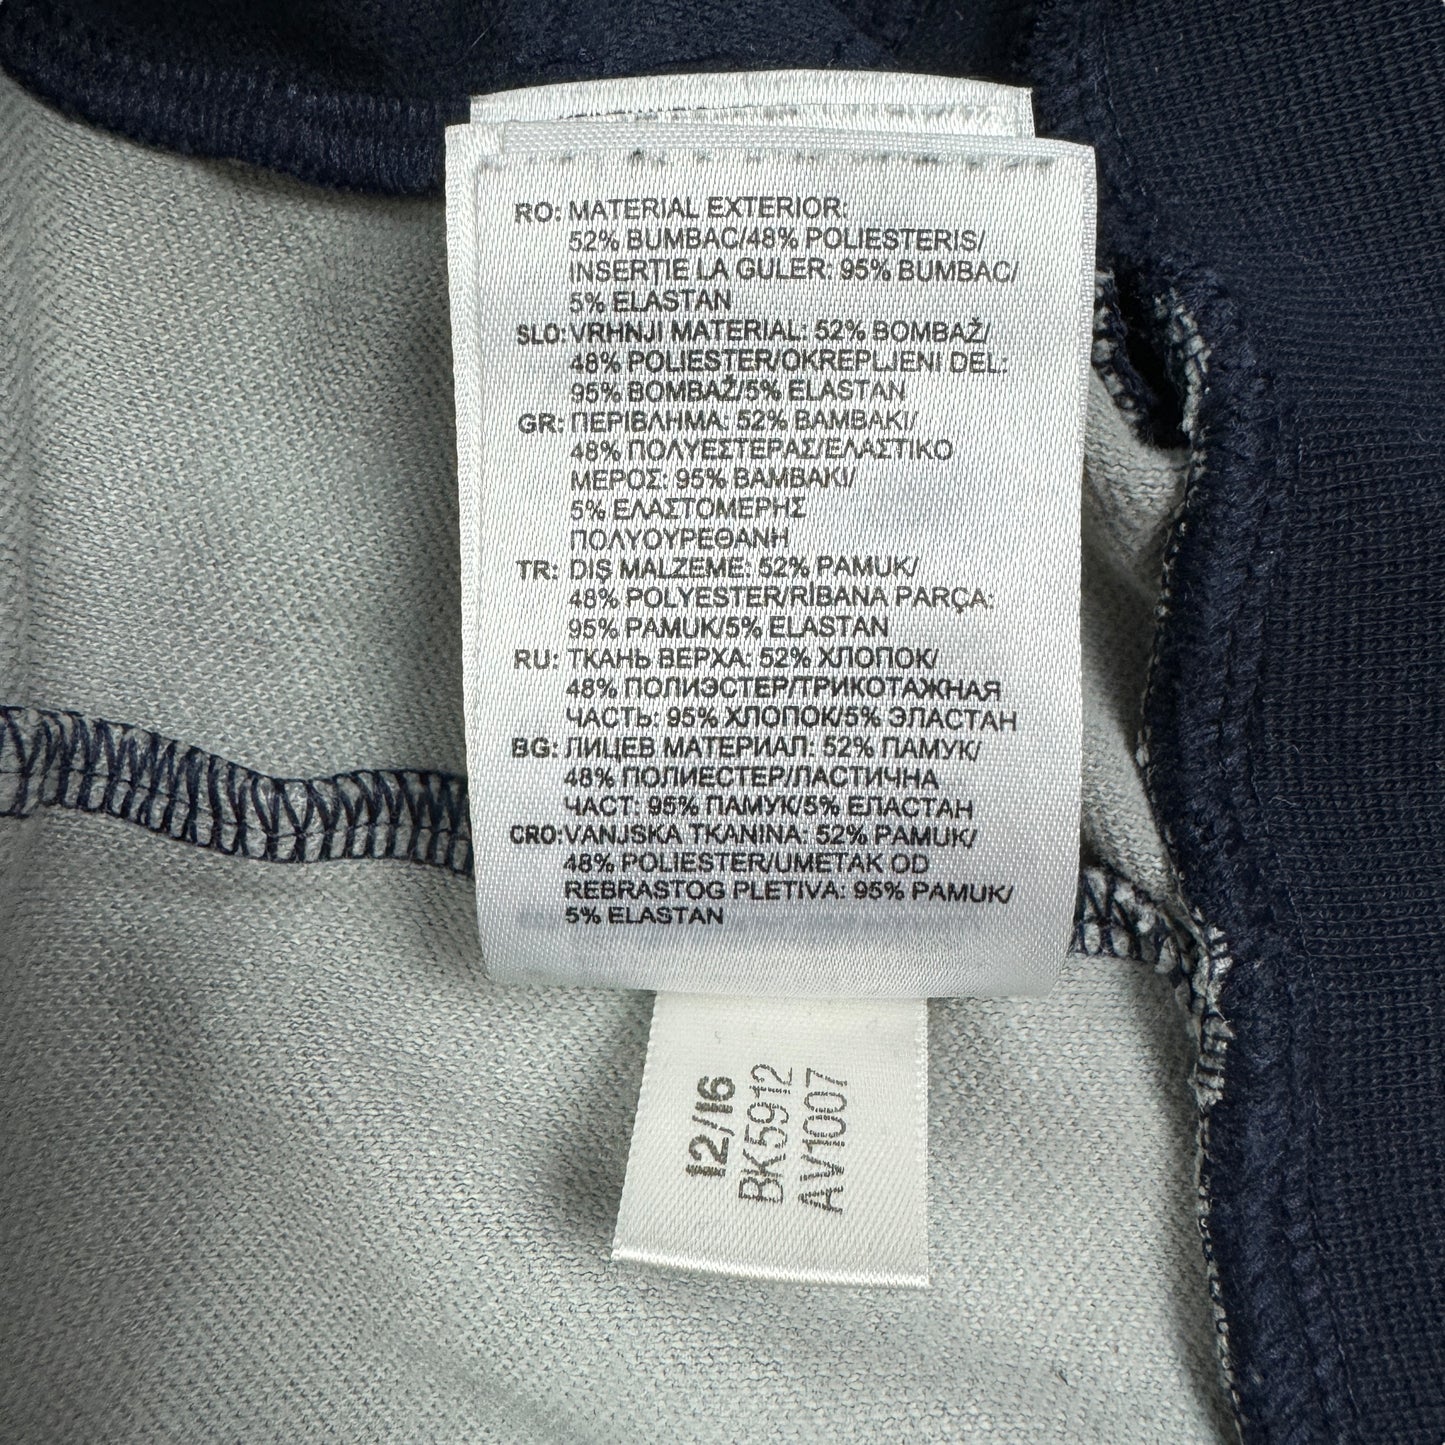 RO: MATERIAL EXTERIOR:
52% BUMBAC/48% POLIESTERIS/
INSERŢIE LA GULER: 95% BUMBAC/
5% ELASTAN
SLO: VRHNJI MATERIAL: 52% BOMBAŽ/
48% POLIESTER/OKREPLJENI DEL:
95% BOMBAŽ/5% ELASTAN
GR: ΠΕΡΙΒΛΗΜΑ: 52% ΒΑΜΒΑΚΙ/
48% ΠΟΛΥΕΣΤΕΡΑΣ/ΕΛΑΣΤΙΚΟ
ΜΕΡΟΣ: 95% ΒΑΜΒΑΚΙ/
5% ΕΛΑΣΤΟΜΕΡΗΣ
ΠΟΛΥΟΥΡΕΘΑΝΗ
TR: DIŞ MALZEME: 52% PAMUK/
48% POLYESTER/RİBANA PARÇA:
95% PAMUK/5% ELASTAN
RU: ТКАНЬ ВЕРХА: 52% ХЛОПОК/
48% ПОЛИЭСТЕР/ТРИКОТАЖНАЯ
ЧАСТЬ: 95% ХЛОПОК/5% ЭЛАСТАН
BG: ЛИЦЕВ МАТЕРИАЛ: 52% ПАМУК/
48% ПОЛИЕСТЕР/ЛАСТИЧНА
ЧАСТ: 95% ПАМУК/5% ЕЛАСТАН
CRO: VANJSKA TKANINA: 52% PAMUK/
48% POLIESTER/UMETAK OD
REBRASTOG PLETIVA: 95% PAMUK/
5% ELASTAN
12/16
BK5912
AV1007